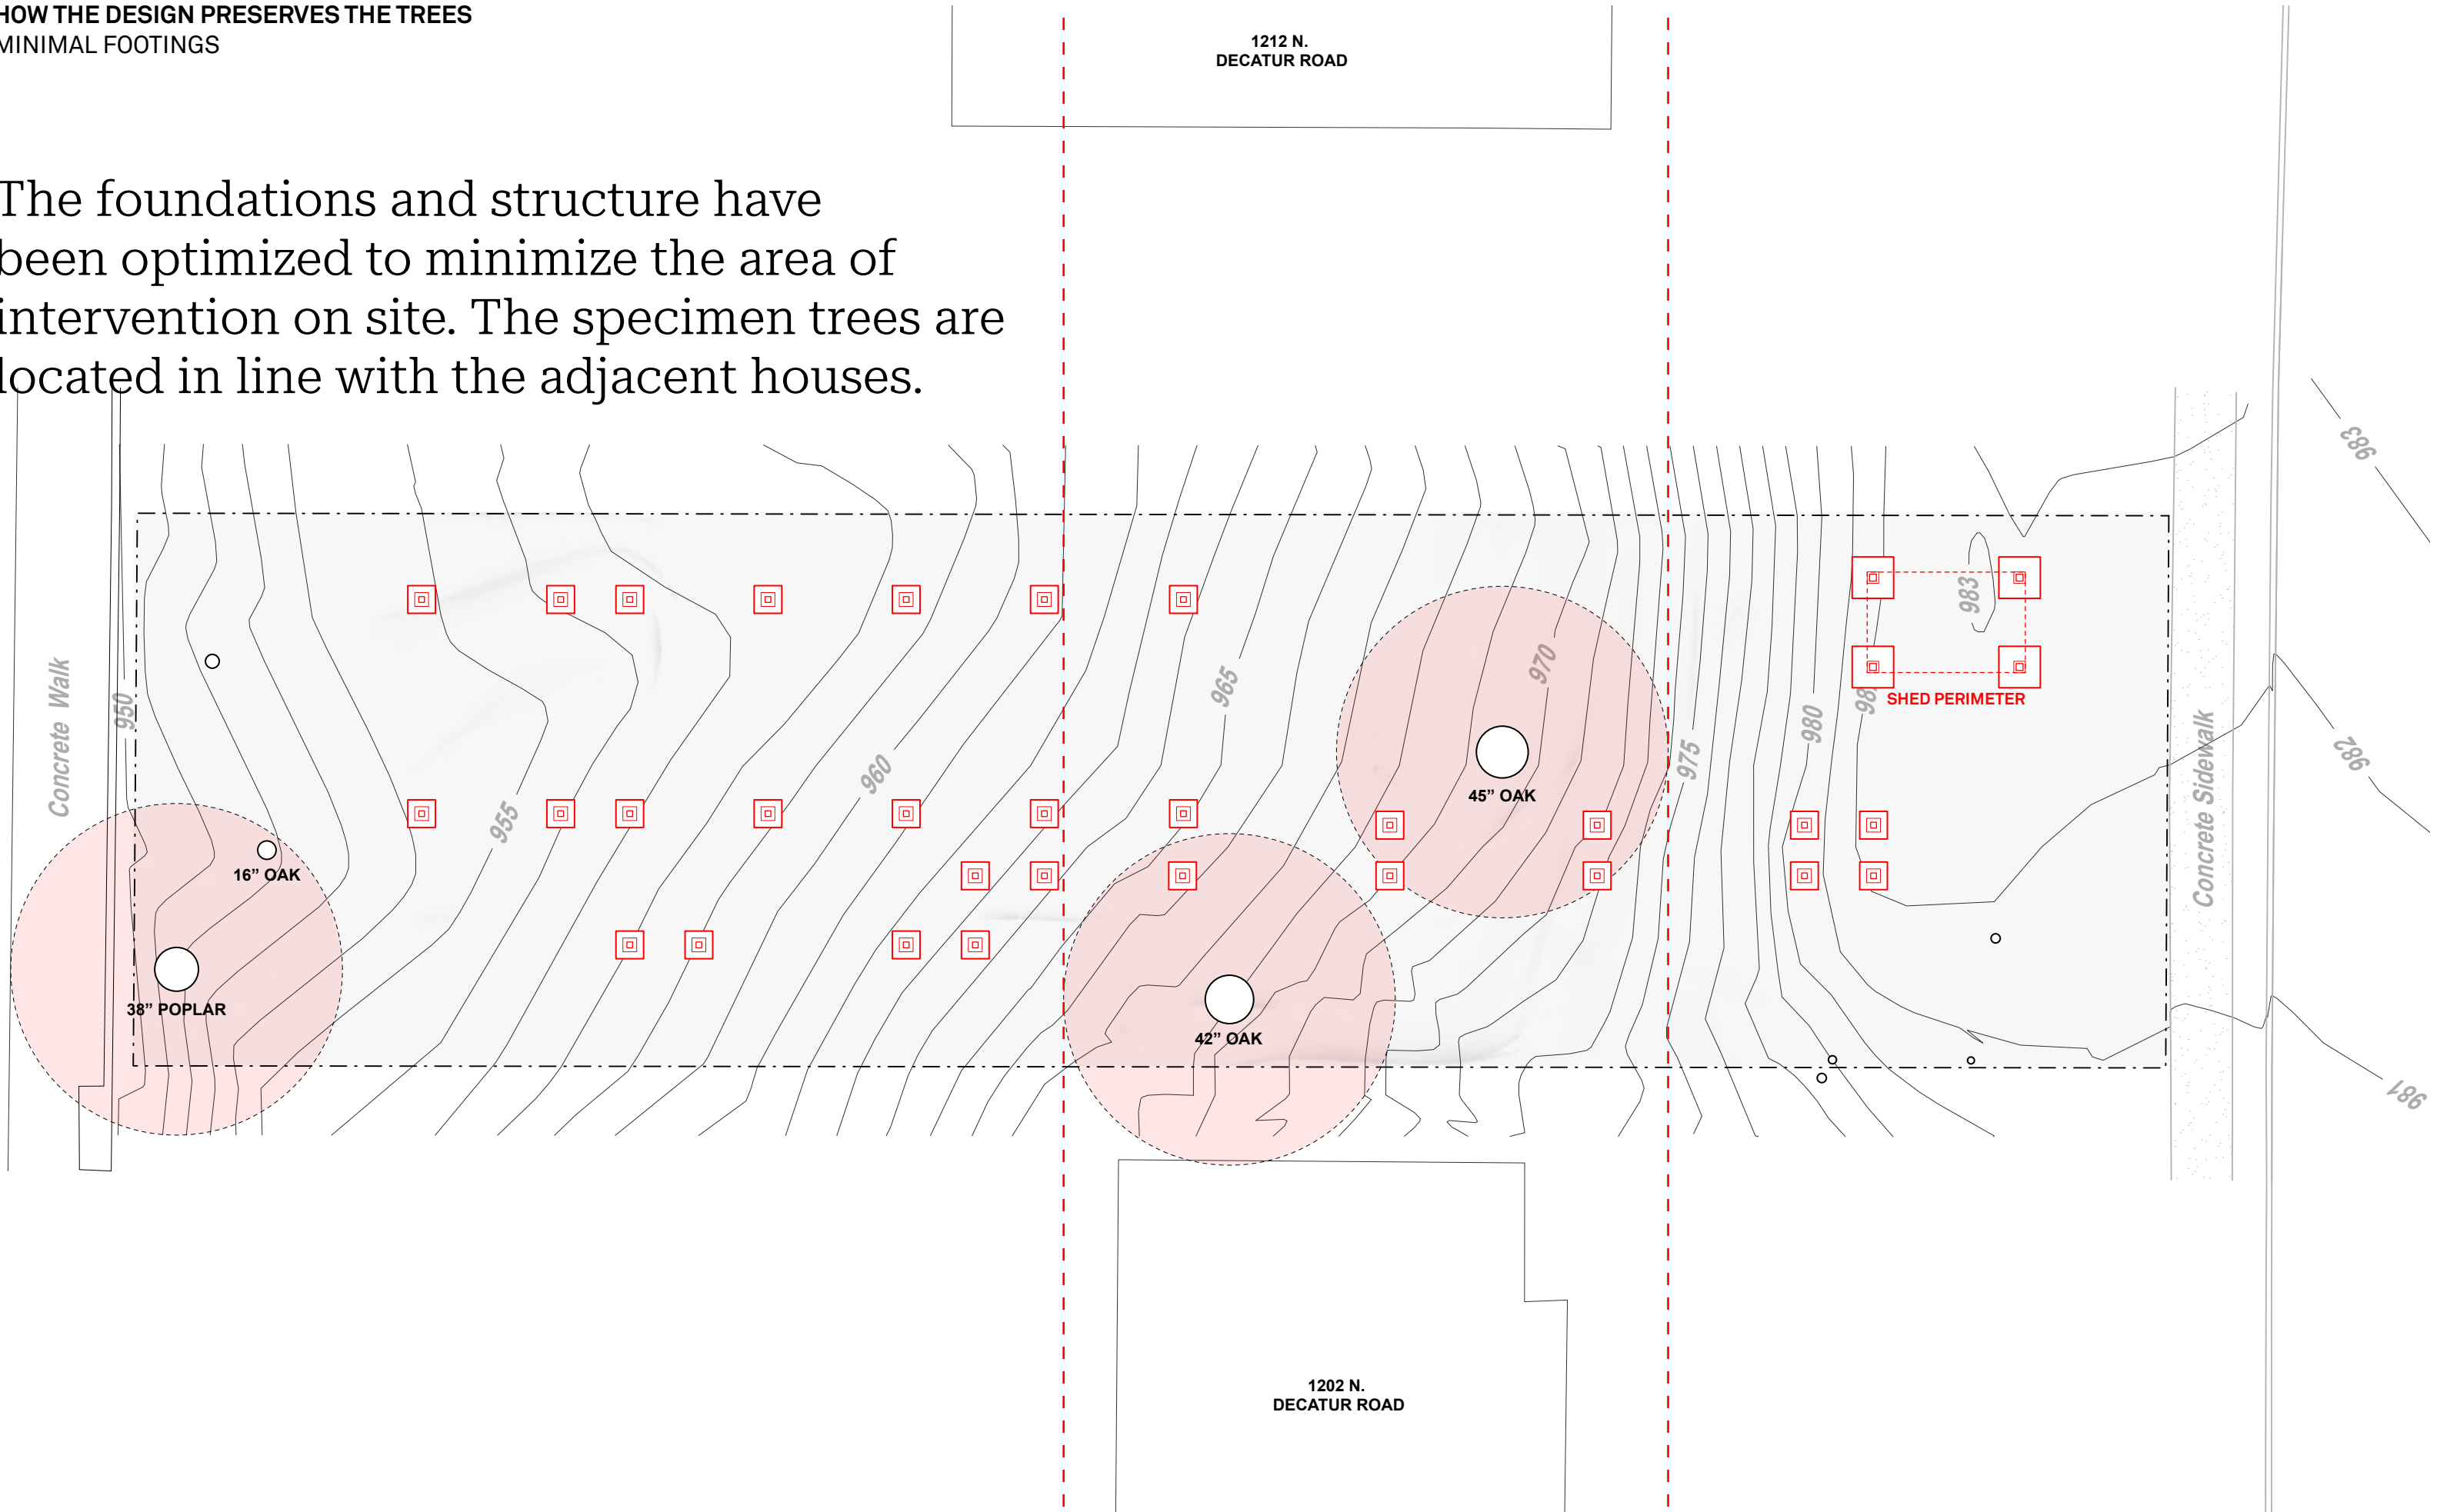 HOW THE DESIGN PRESERVES THE TREES
MINIMAL FOOTINGS
1212 N.
DECATUR ROAD
The foundations and structure have
been optimized to minimize the area of
intervention on site. The specimen trees are
located in line with the adjacent houses.
983
983
SHED PERIMETER
970
965
950
Concrete Walk
980
975
982
960
955
45” OAK
Concrete Sidewalk
16” OAK
38” POPLAR
42” OAK
981
1202 N.
DECATUR ROAD